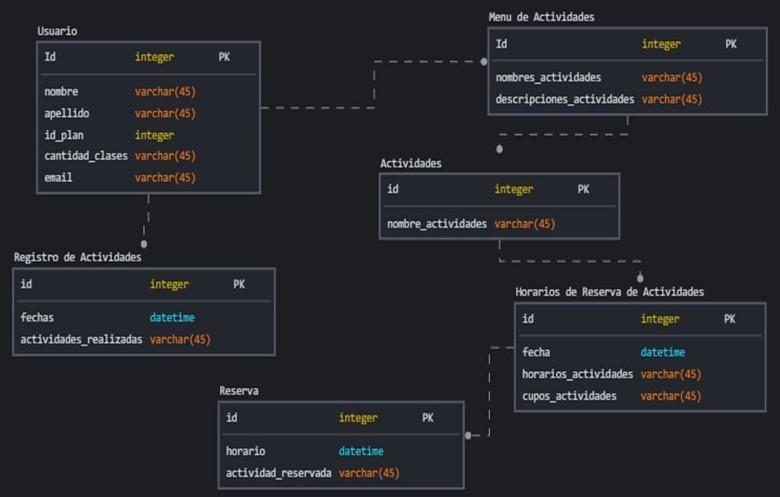 Usuario
Id integer PK
nombre varchar(45)
apellido varchar(45)
id_plan integer
cantidad_clases varchar(45)
email varchar(45)
Menu de Actividades
Id integer PK
nombres_actividades varchar(45)
descripciones_actividades varchar(45)
Actividades
id integer PK
nombre_actividades varchar(45)
Registro de Actividades
id integer PK
fechas datetime
actividades_realizadas varchar(45)
Horarios de Reserva de Actividades
id integer PK
fecha datetime
horarios_actividades varchar(45)
cupos_actividades varchar(45)
Reserva
id integer PK
horario datetime
actividad_reservada varchar(45)